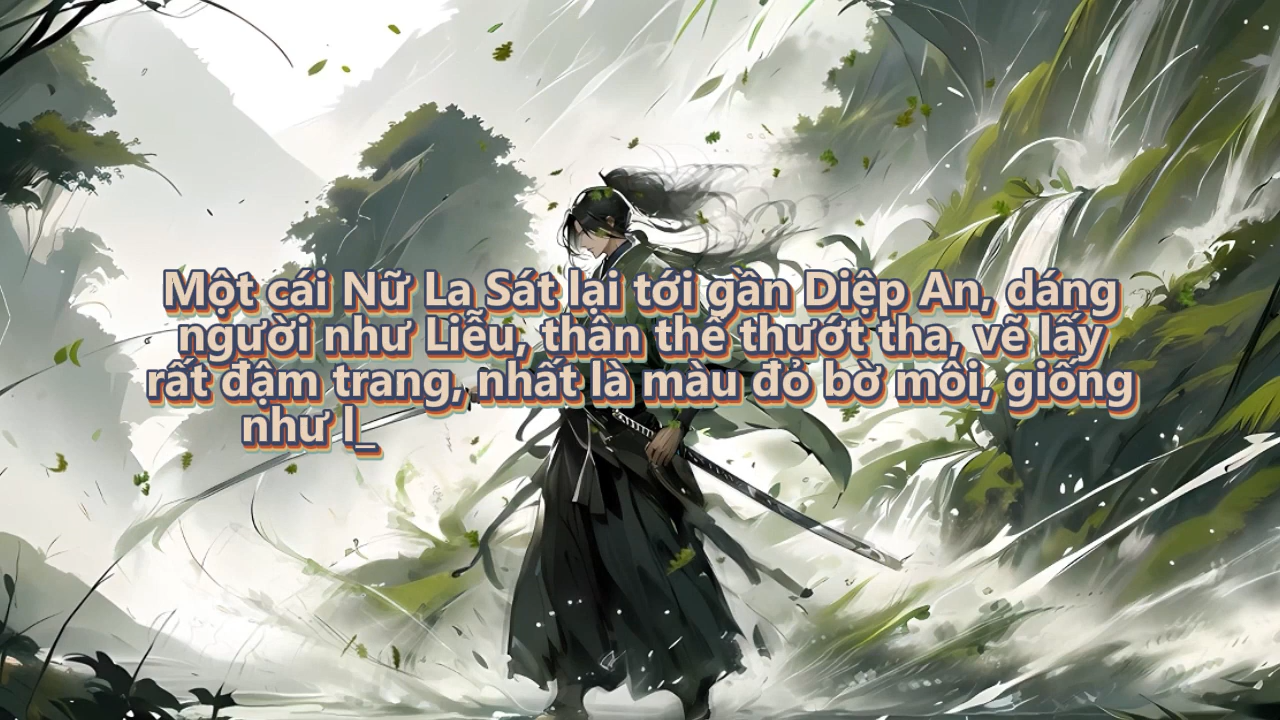 Một cái Nữ La Sát lại tới gần Diệp An, dáng
người như Liễu, thân thể thướt tha, vẽ lấy
rất đậm trang, nhất là màu đỏ bờ môi, giống
như l_